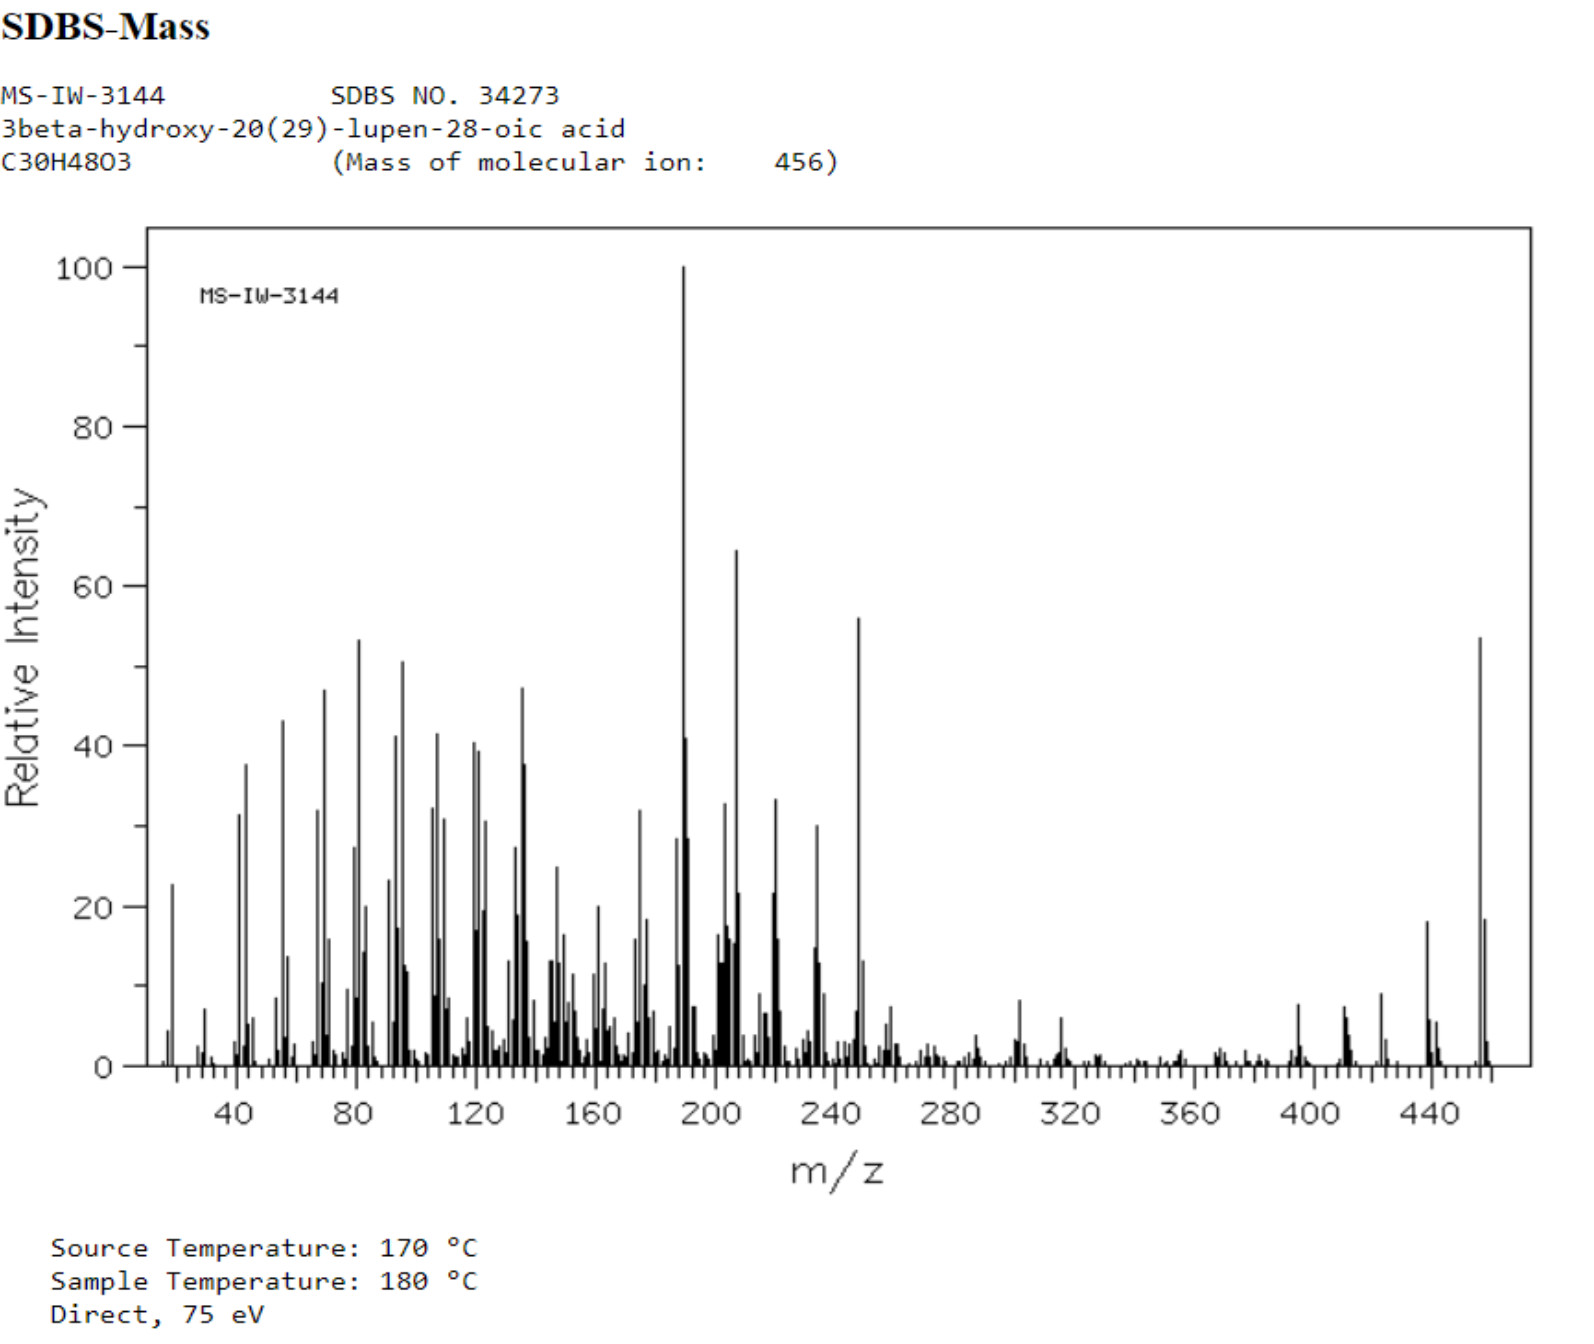 SDBS-Mass
MS-IW-3144 SDBS NO. 34273
3beta-hydroxy-20(29)-lupen-28-oic acid
C30H48O3 (Mass of molecular ion: 456)
100
MS-IW-3144
80
60
Relative Intensity
40
20
0
40 80 120 160 200 240 280 320 360 400 440
m/z
Source Temperature: 170 °C
Sample Temperature: 180 °C
Direct, 75 eV